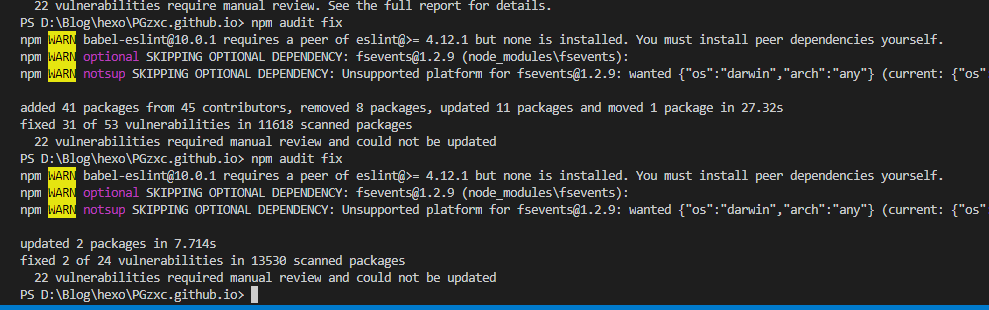 22 vulnerabilities require manual review. See the full report for details.
PS D:\Blog\hexo\PGzxc.github.io> npm audit fix
npm WARN babel-eslint@10.0.1 requires a peer of eslint@>= 4.12.1 but none is installed. You must install peer dependencies yourself.
npm WARN optional SKIPPING OPTIONAL DEPENDENCY: fsevents@1.2.9 (node_modules\fsevents):
npm WARN notsup SKIPPING OPTIONAL DEPENDENCY: Unsupported platform for fsevents@1.2.9: wanted {"os":"darwin","arch":"any"} (current: {"os"
added 41 packages from 45 contributors, removed 8 packages, updated 11 packages and moved 1 package in 27.32s
fixed 31 of 53 vulnerabilities in 11618 scanned packages
22 vulnerabilities required manual review and could not be updated
PS D:\Blog\hexo\PGzxc.github.io> npm audit fix
npm WARN babel-eslint@10.0.1 requires a peer of eslint@>= 4.12.1 but none is installed. You must install peer dependencies yourself.
npm WARN optional SKIPPING OPTIONAL DEPENDENCY: fsevents@1.2.9 (node_modules\fsevents):
npm WARN notsup SKIPPING OPTIONAL DEPENDENCY: Unsupported platform for fsevents@1.2.9: wanted {"os":"darwin","arch":"any"} (current: {"os"
updated 2 packages in 7.714s
fixed 2 of 24 vulnerabilities in 13530 scanned packages
22 vulnerabilities required manual review and could not be updated
PS D:\Blog\hexo\PGzxc.github.io>